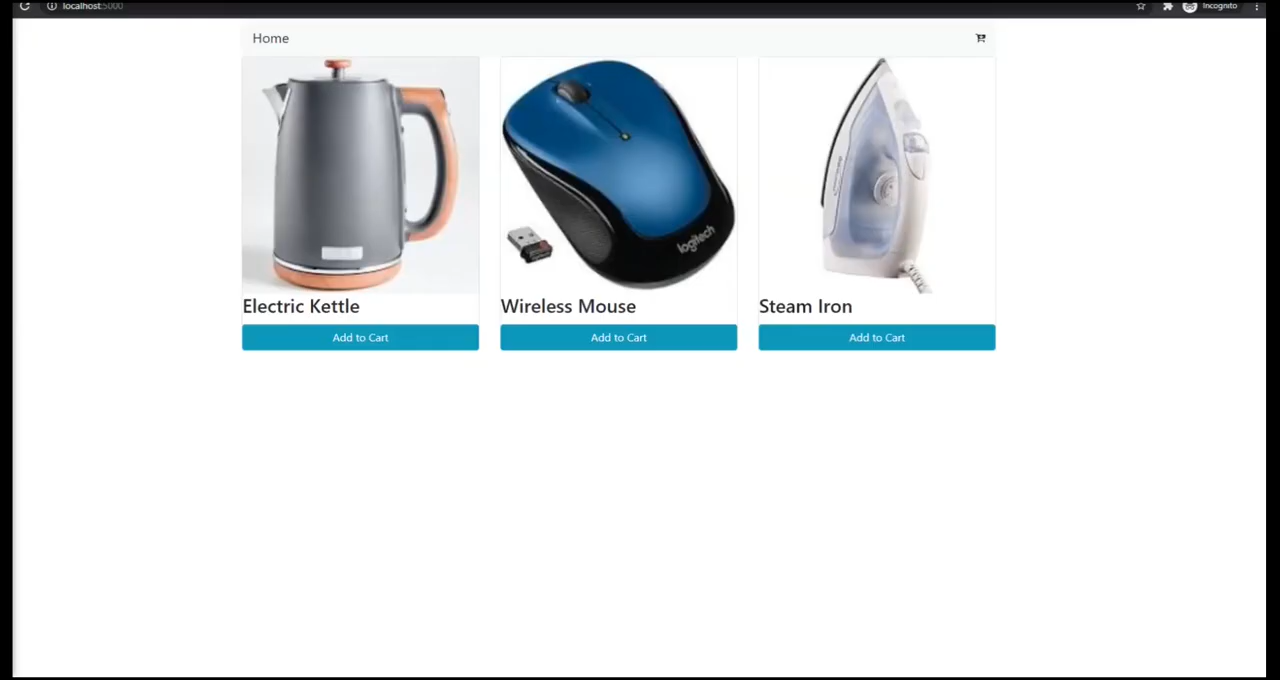 localhost:5000
Incognito
Home
logitech
Electric Kettle
Wireless Mouse
Steam Iron
Add to Cart
Add to Cart
Add to Cart